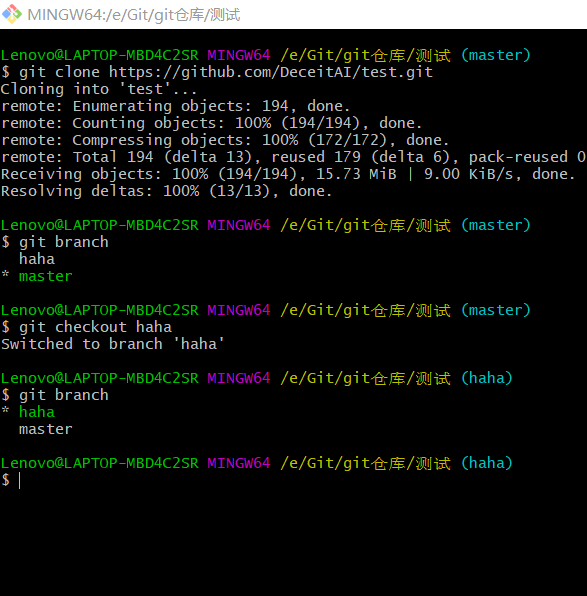 MINGW64:/e/Git/git仓库/测试
Lenovo@LAPTOP-MBD4C2SR MINGW64 /e/Git/git仓库/测试 (master)
$ git clone https://github.com/DeceitAI/test.git
Cloning into 'test'...
remote: Enumerating objects: 194, done.
remote: Counting objects: 100% (194/194), done.
remote: Compressing objects: 100% (172/172), done.
remote: Total 194 (delta 13), reused 179 (delta 6), pack-reused 0
Receiving objects: 100% (194/194), 15.73 MiB | 9.00 KiB/s, done.
Resolving deltas: 100% (13/13), done.
Lenovo@LAPTOP-MBD4C2SR MINGW64 /e/Git/git仓库/测试 (master)
$ git branch
  haha
* master
Lenovo@LAPTOP-MBD4C2SR MINGW64 /e/Git/git仓库/测试 (master)
$ git checkout haha
Switched to branch 'haha'
Lenovo@LAPTOP-MBD4C2SR MINGW64 /e/Git/git仓库/测试 (haha)
$ git branch
* haha
  master
Lenovo@LAPTOP-MBD4C2SR MINGW64 /e/Git/git仓库/测试 (haha)
$